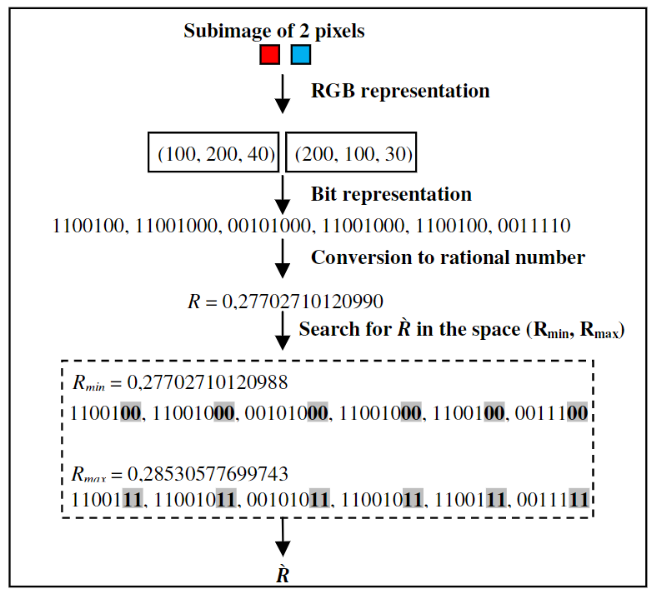 Subimage of 2 pixels
RGB representation
(100, 200, 40) (200, 100, 30)
Bit representation
1100100, 11001000, 00101000, 11001000, 1100100, 0011110
Conversion to rational number
R = 0,27702710120990
Search for R̀ in the space (Rmin, Rmax)
Rmin = 0,27702710120988
1100100, 11001000, 00101000, 11001000, 1100100, 0011100
Rmax = 0,28530577699743
1100111, 11001011, 00101011, 11001011, 1100111, 0011111
R̀